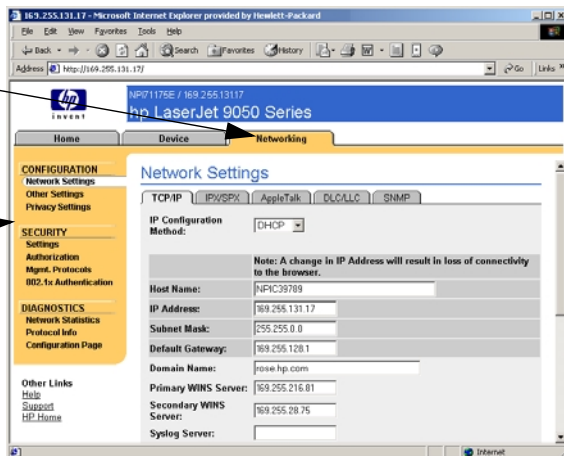 169.255.131.17 - Microsoft Internet Explorer provided by Hewlett-Packard
File Edit View Favorites Tools Help
Back Search Favorites History
Address http://169.255.131.17/ Go Links »
hp
invent
NPI71175E / 169.255.131.17
hp LaserJet 9050 Series
Home Device Networking
CONFIGURATION
Network Settings
Other Settings
Privacy Settings
SECURITY
Settings
Authorization
Mgmt. Protocols
802.1x Authentication
DIAGNOSTICS
Network Statistics
Protocol Info
Configuration Page
Other Links
Help
Support
HP Home
Network Settings
TCP/IP IPX/SPX AppleTalk DLC/LLC SNMP
IP Configuration Method: DHCP
Note: A change in IP Address will result in loss of connectivity to the browser.
Host Name: NPIC39789
IP Address: 169.255.131.17
Subnet Mask: 255.255.0.0
Default Gateway: 169.255.128.1
Domain Name: rose.hp.com
Primary WINS Server: 169.255.216.81
Secondary WINS Server: 169.255.28.75
Syslog Server:
Internet